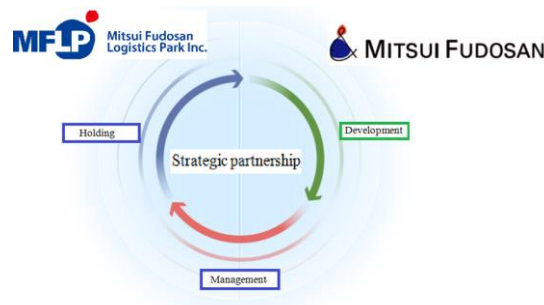 MFLP
Mitsui Fudosan
Logistics Park Inc.
MITSUI FUDOSAN
Holding
Development
Strategic partnership
Management